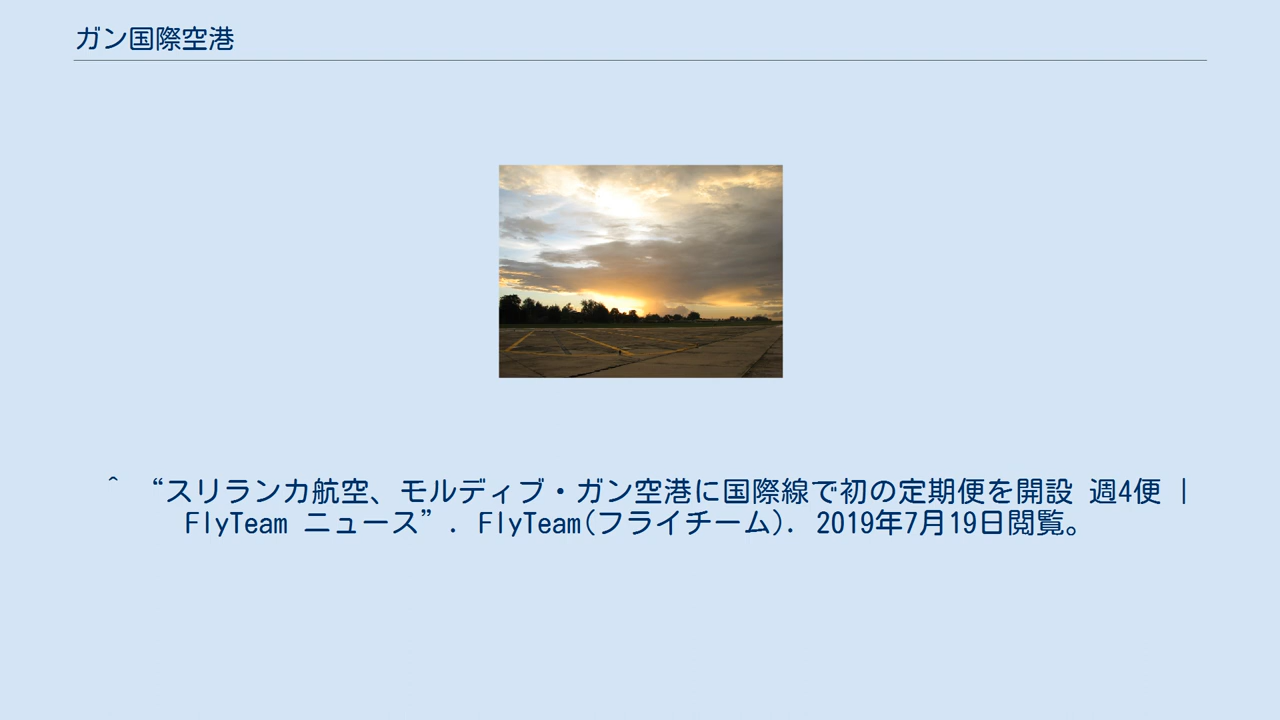 ガン国際空港
^ “スリランカ航空、モルディブ・ガン空港に国際線で初の定期便を開設 週4便 |
FlyTeam ニュース”. FlyTeam(フライチーム). 2019年7月19日閲覧。